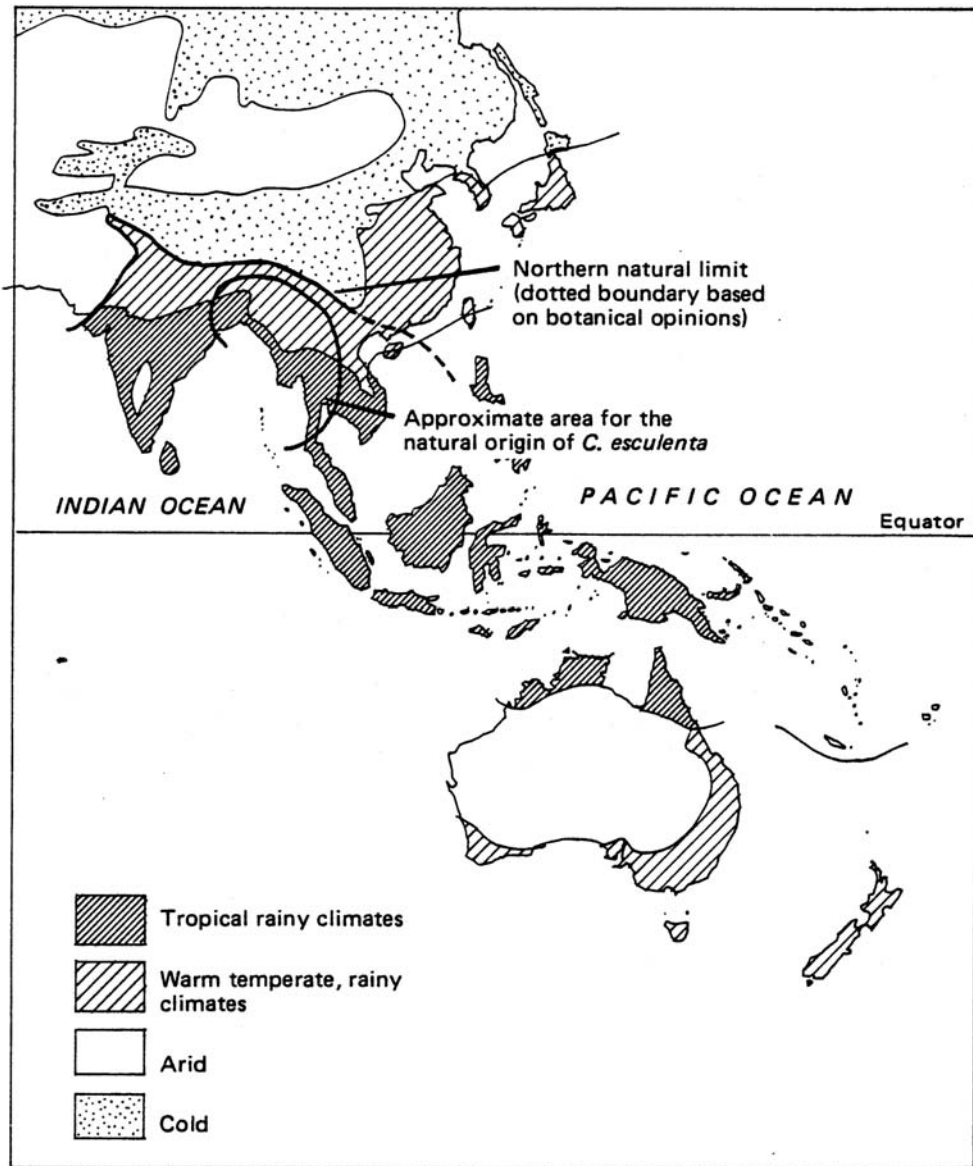 Northern natural limit
(dotted boundary based
on botanical opinions)
Approximate area for the
natural origin of C. esculenta
INDIAN OCEAN
PACIFIC OCEAN
Equator
Tropical rainy climates
Warm temperate, rainy
climates
Arid
Cold